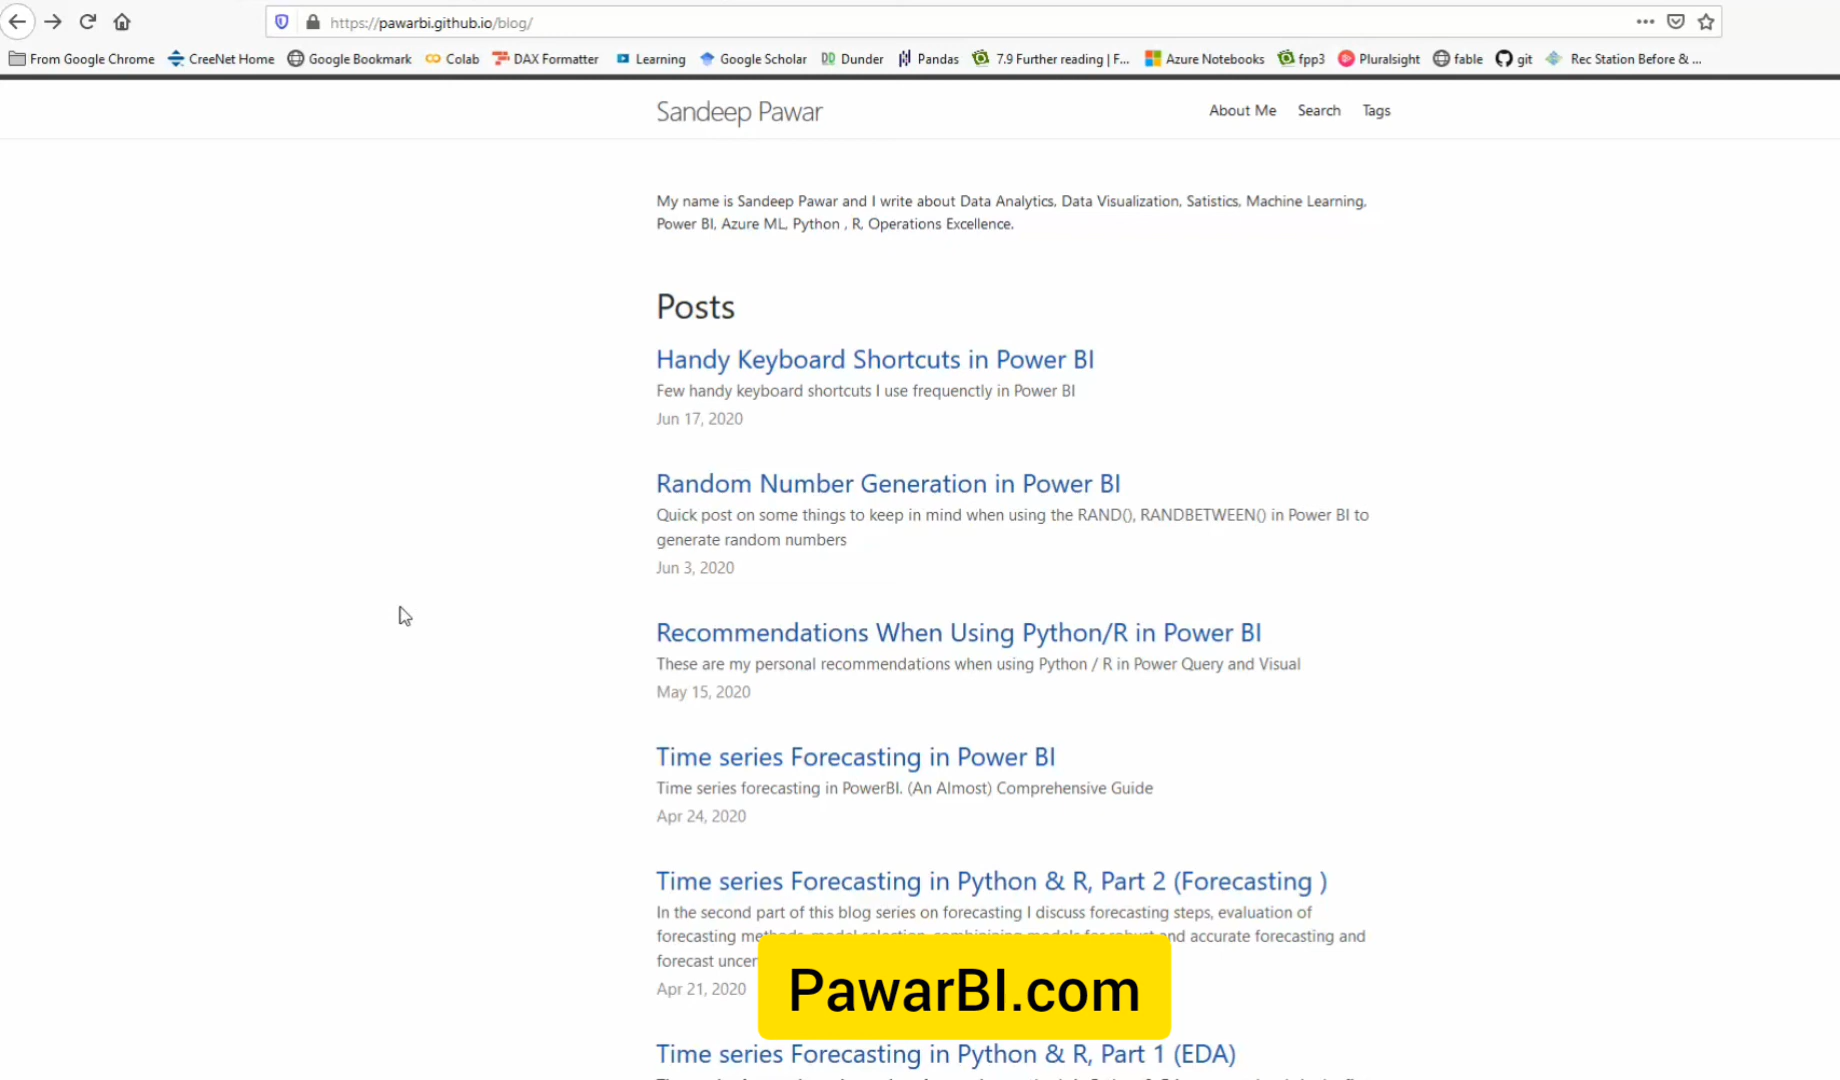 https://pawarbi.github.io/blog/
From Google Chrome CreeNet Home Google Bookmark Colab DAX Formatter Learning Google Scholar Dunder Pandas 7.9 Further reading | F... Azure Notebooks fpp3 Pluralsight fable git Rec Station Before & ...
Sandeep Pawar About Me Search Tags
My name is Sandeep Pawar and I write about Data Analytics, Data Visualization, Satistics, Machine Learning,
Power BI, Azure ML, Python , R, Operations Excellence.
Posts
Handy Keyboard Shortcuts in Power BI
Few handy keyboard shortcuts I use frequenctly in Power BI
Jun 17, 2020
Random Number Generation in Power BI
Quick post on some things to keep in mind when using the RAND(), RANDBETWEEN() in Power BI to
generate random numbers
Jun 3, 2020
Recommendations When Using Python/R in Power BI
These are my personal recommendations when using Python / R in Power Query and Visual
May 15, 2020
Time series Forecasting in Power BI
Time series forecasting in PowerBI. (An Almost) Comprehensive Guide
Apr 24, 2020
Time series Forecasting in Python & R, Part 2 (Forecasting )
In the second part of this blog series on forecasting I discuss forecasting steps, evaluation of
forecasting and accurate forecasting and
forecast
Apr 21, 2020
PawarBI.com
Time series Forecasting in Python & R, Part 1 (EDA)